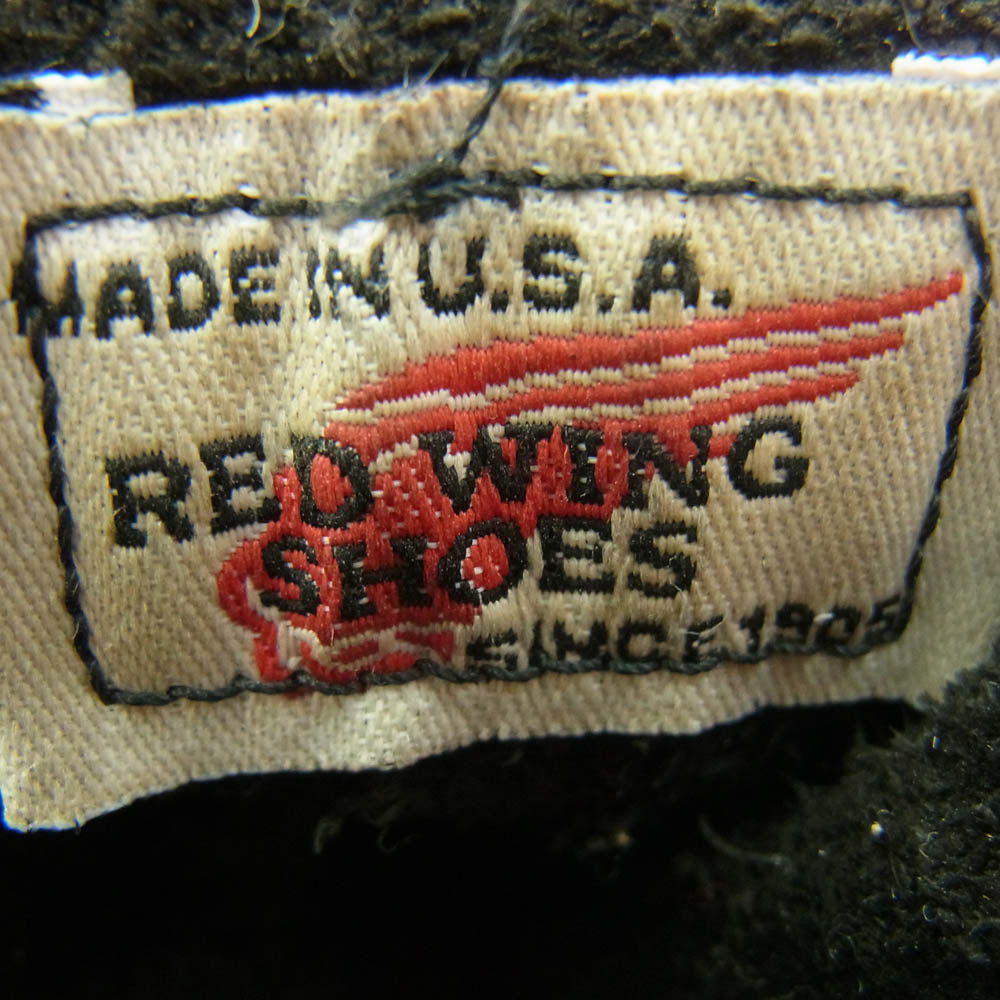 MADE IN U.S.A.
RED WING
SHOES
SINCE 1905